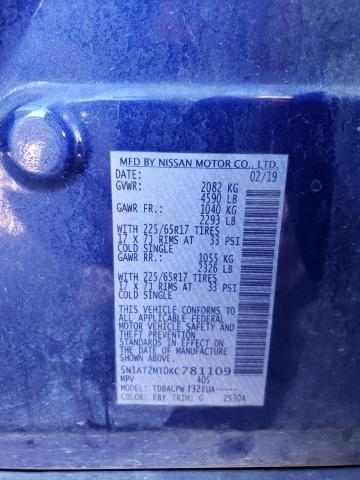 MFD BY NISSAN MOTOR CO., LTD.
DATE: 02/19
GVWR: 2082 KG
4590 LB
GAWR FR.: 1040 KG
2293 LB
WITH 225/65R17 TIRES
17 X 7J RIMS AT 33 PSI
COLD SINGLE
GAWR RR.: 1055 KG
2326 LB
WITH 225/65R17 TIRES
17 X 7J RIMS AT 33 PSI
COLD SINGLE
THIS VEHICLE CONFORMS TO ALL
APPLICABLE FEDERAL MOTOR
VEHICLE SAFETY AND THEFT
PREVENTION STANDARDS
IN EFFECT ON THE DATE OF
MANUFACTURE SHOWN ABOVE.
5N1AT2MT0KC781109
MPV 405
MODEL: TDBALPW T32EUA-----
COLOR: RBY TRIM: G 2S30A